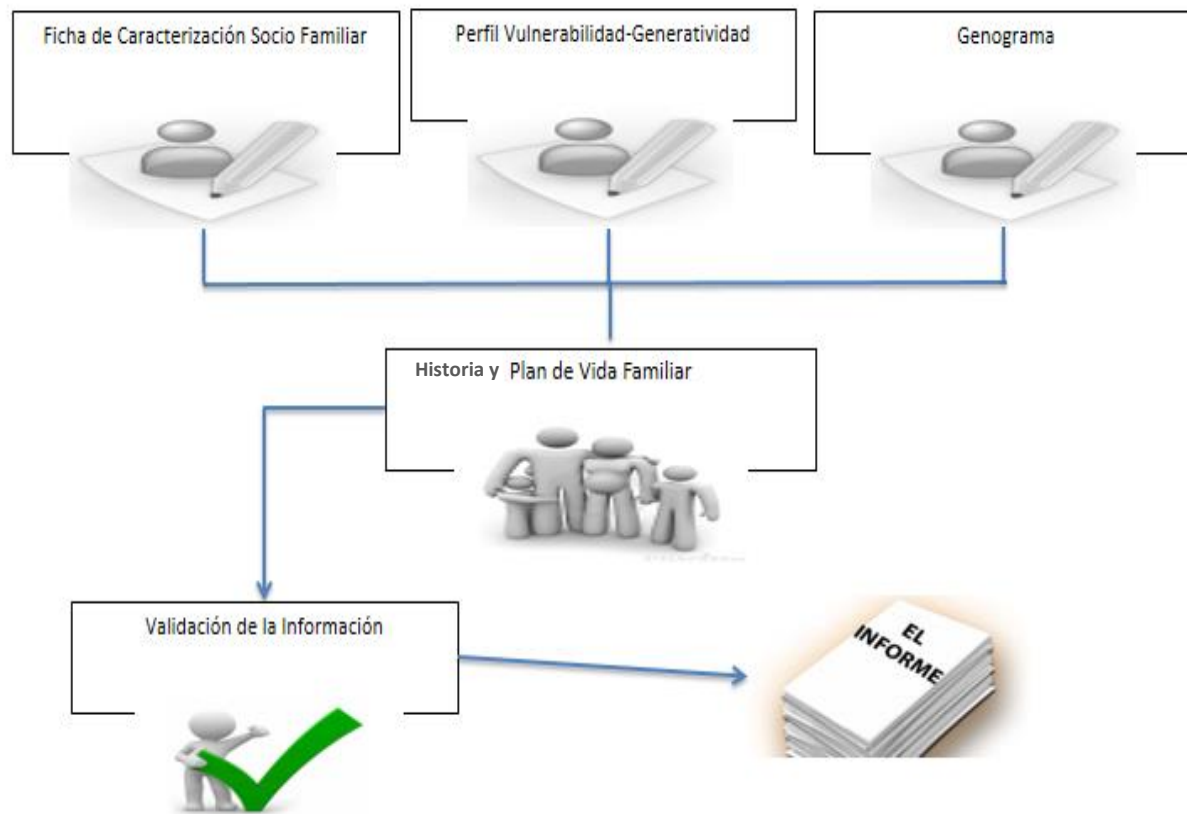 Ficha de Caracterización Socio Familiar
Perfil Vulnerabilidad-Generatividad
Genograma
Historia y Plan de Vida Familiar
Validación de la Información
EL
INFORME